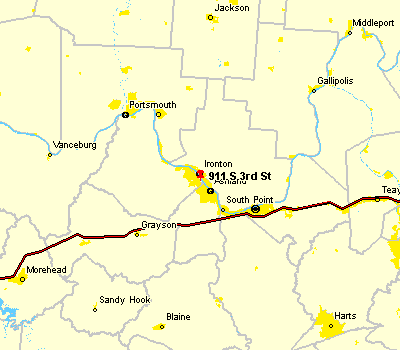 Jackson
Middleport
Gallipolis
Portsmouth
Vanceburg
Ironton
911 S 3rd St
Ashland
South Point
Teay
Grayson
Morehead
Sandy Hook
Blaine
Harts